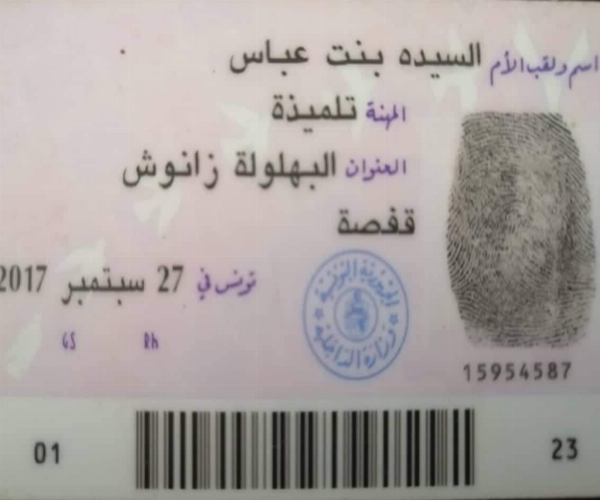 اسم ولقب الأم السيده بنت عباس
المهنة تلميذة
العنوان البهلولة زانوش
قفصة
تونس في 27 سبتمبر 2017
GS Rh
الجمهورية التونسية
وزارة الداخلية
15954587
01 23